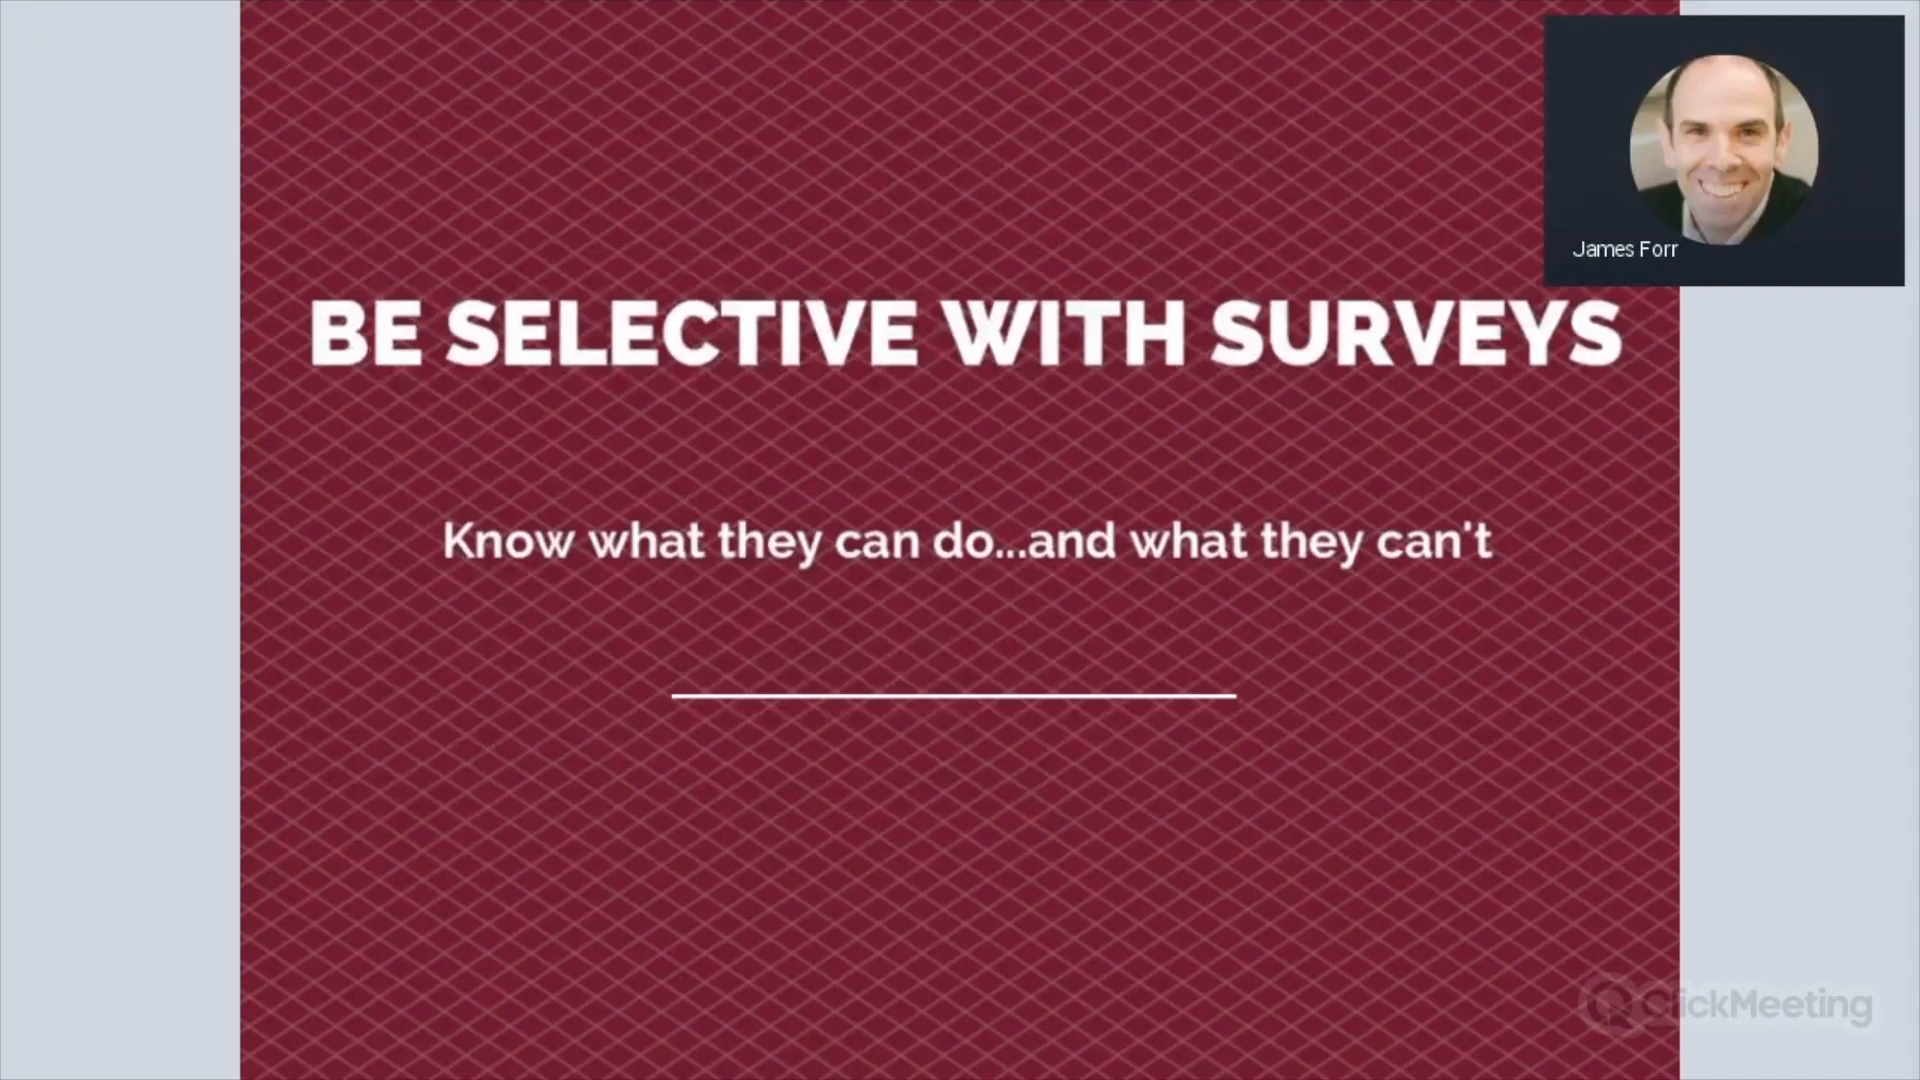 James Forr
BE SELECTIVE WITH SURVEYS
Know what they can do...and what they can't
ClickMeeting